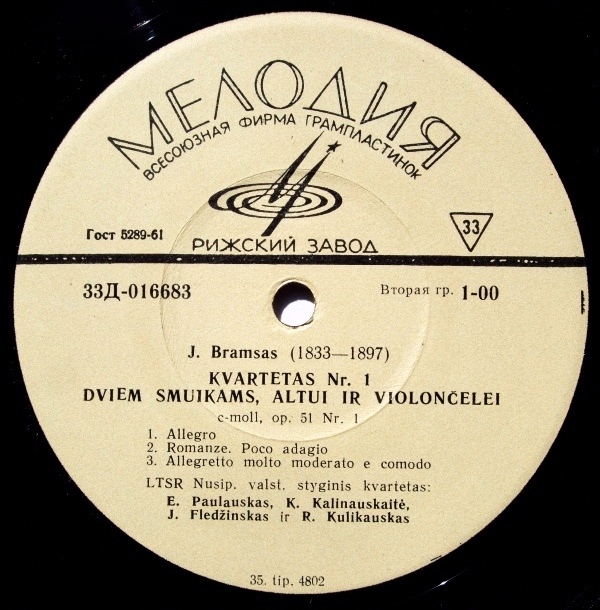 МЕЛОДИЯ
ВСЕСОЮЗНАЯ ФИРМА ГРАМПЛАСТИНОК
Гост 5289-61
33
РИЖСКИЙ ЗАВОД
33Д-016683
Вторая гр. 1-00
J. Bramsas (1833—1897)
KVARTETAS Nr. 1
DVIEM SMUIKAMS, ALTUI IR VIOLONČELEI
c-moll, op. 51 Nr. 1
1. Allegro
2. Romanze. Poco adagio
3. Allegretto molto moderato e comodo
LTSR Nusip. valst. styginis kvartetas:
E. Paulauskas, K. Kalinauskaitė,
J. Fledžinskas ir R. Kulikauskas
35. tip. 4802